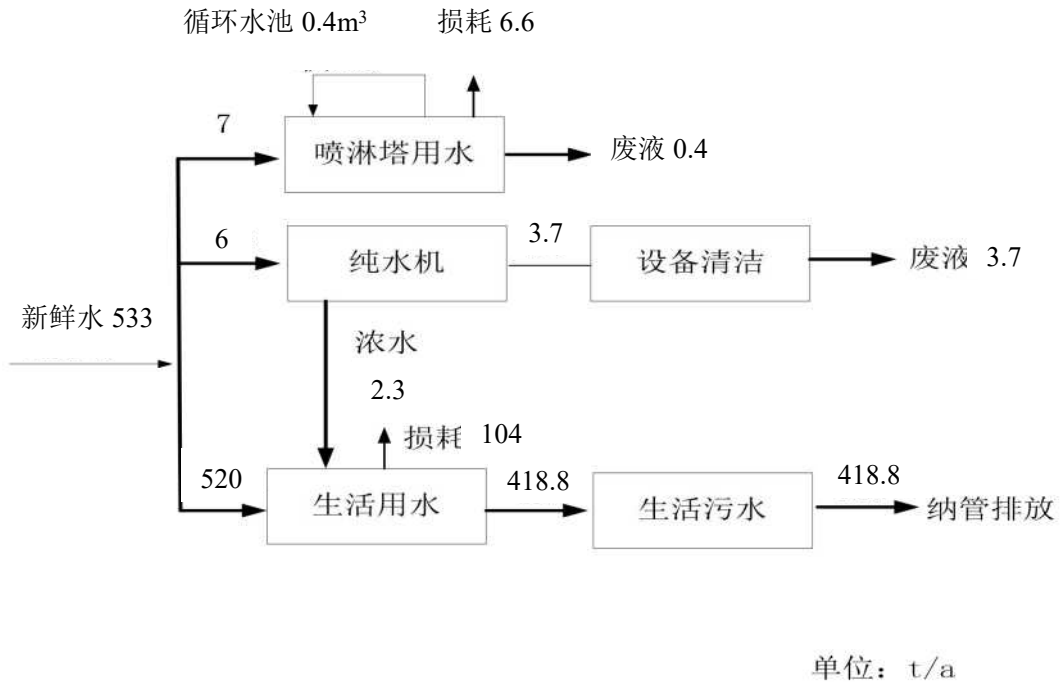 循环水池 0.4m³ 损耗 6.6
7
喷淋塔用水
废液 0.4
6
纯水机
3.7
设备清洁
废液 3.7
新鲜水 533
浓水
2.3
损耗 104
520
生活用水
418.8
生活污水
418.8
纳管排放
单位: t/a